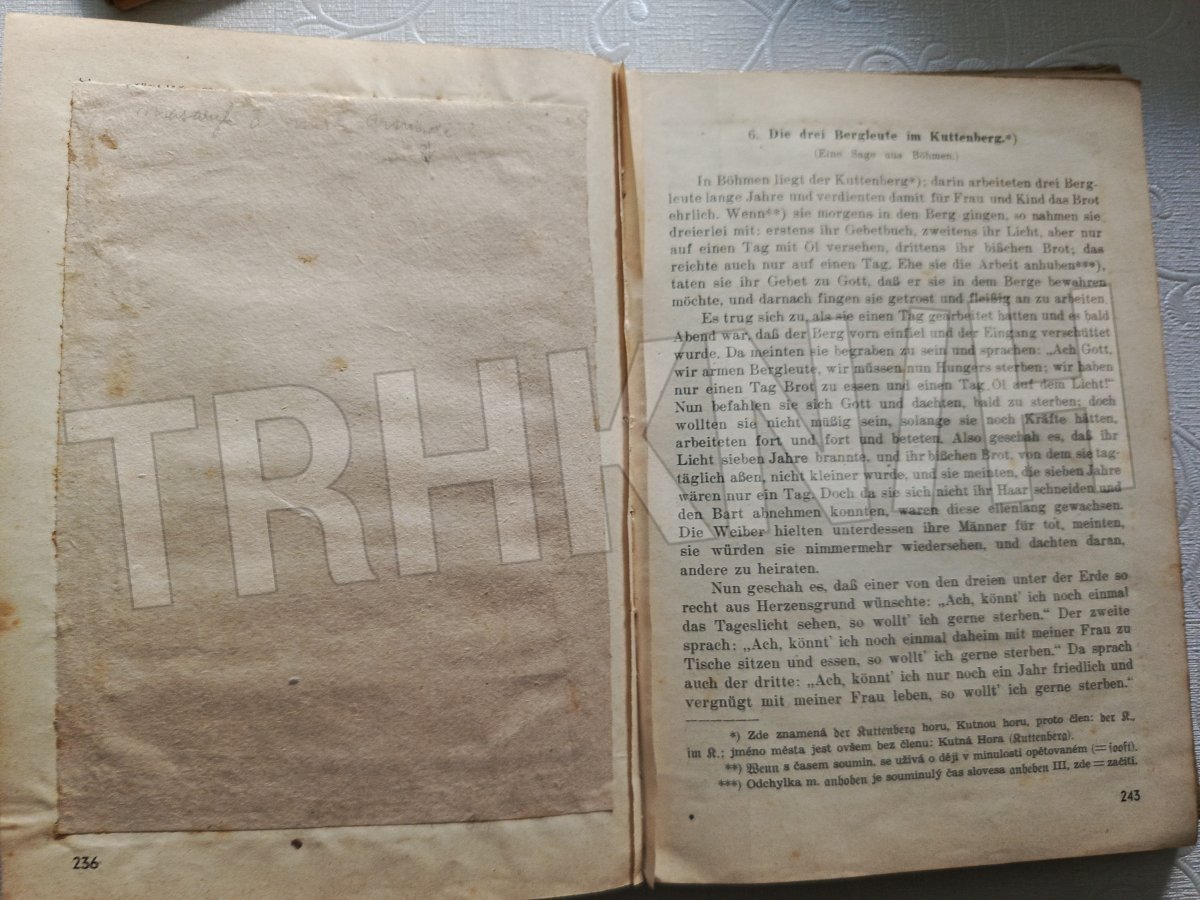 Masaryk
236
6. Die drei Bergleute im Kuttenberg.*)
(Eine Sage aus Böhmen.)
In Böhmen liegt der Kuttenberg*); darin arbeiteten drei Berg-
leute lange Jahre und verdienten damit für Frau und Kind das Brot
ehrlich. Wenn**) sie morgens in den Berg gingen, so nahmen sie
dreierlei mit: erstens ihr Gebetbuch, zweitens ihr Licht, aber nur
auf einen Tag mit Öl versehen, drittens ihr bißchen Brot; das
reichte auch nur auf einen Tag. Ehe sie die Arbeit anhuben***),
taten sie ihr Gebet zu Gott, daß er sie in dem Berge bewahren
möchte, und darnach fingen sie getrost und fleißig an zu arbeiten.
Es trug sich zu, als sie einen Tag gearbeitet hatten und es bald
Abend war, daß der Berg vorn einfiel und der Eingang verschüttet
wurde. Da meinten sie begraben zu sein und sprachen: „Ach Gott,
wir armen Bergleute, wir müssen nun Hungers sterben; wir haben
nur einen Tag Brot zu essen und einen Tag Öl auf dem Licht!“
Nun befahlen sie sich Gott und dachten, bald zu sterben; doch
wollten sie nicht müßig sein, solange sie noch Kräfte hätten,
arbeiteten fort und fort und beteten. Also geschah es, daß ihr
Licht sieben Jahre brannte, und ihr bißchen Brot, von dem sie tag-
täglich aßen, nicht kleiner wurde, und sie meinten, die sieben Jahre
wären nur ein Tag. Doch da sie sich nicht ihr Haar schneiden und
den Bart abnehmen konnten, waren diese ellenlang gewachsen.
Die Weiber hielten unterdessen ihre Männer für tot, meinten,
sie würden sie nimmermehr wiedersehen, und dachten daran,
andere zu heiraten.
Nun geschah es, daß einer von den dreien unter der Erde so
recht aus Herzensgrund wünschte: „Ach, könnt' ich noch einmal
das Tageslicht sehen, so wollt' ich gerne sterben.“ Der zweite
sprach: „Ach, könnt' ich noch einmal daheim mit meiner Frau zu
Tische sitzen und essen, so wollt' ich gerne sterben.“ Da sprach
auch der dritte: „Ach, könnt' ich nur noch ein Jahr friedlich und
vergnügt mit meiner Frau leben, so wollt' ich gerne sterben.“
*) Zde znamená der Kuttenberg horu, Kutnou horu, proto člen: der K.,
im K.; jméno města jest ovšem bez členu: Kutná Hora (Kuttenberg).
**) Wenn s časem soumin. se užívá o ději v minulosti opětovaném (= sooft).
***) Odchylka m. anhoben je souminulý čas slovesa anheben III, zde = začíti.
243
TRHKNIH